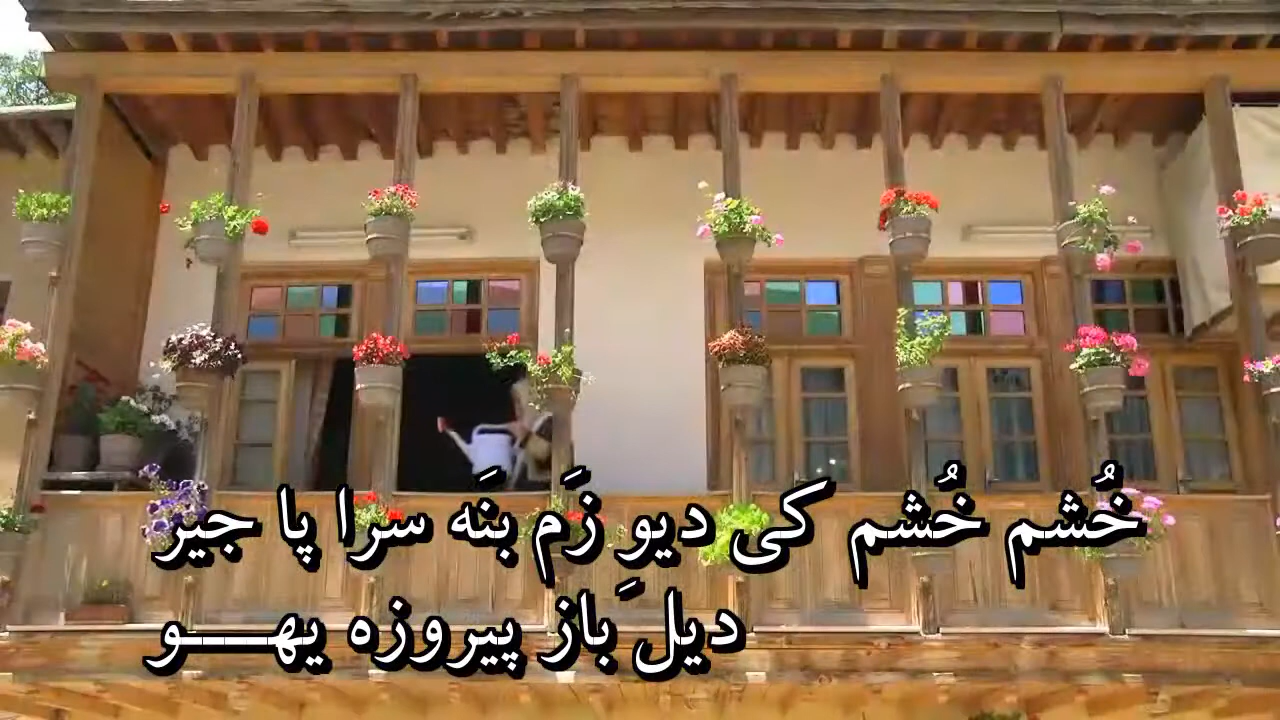 خُشم خُشم کی دیوِ زَم بنَه سرا پا جیر
دیل َباز پیروزه یهـــو